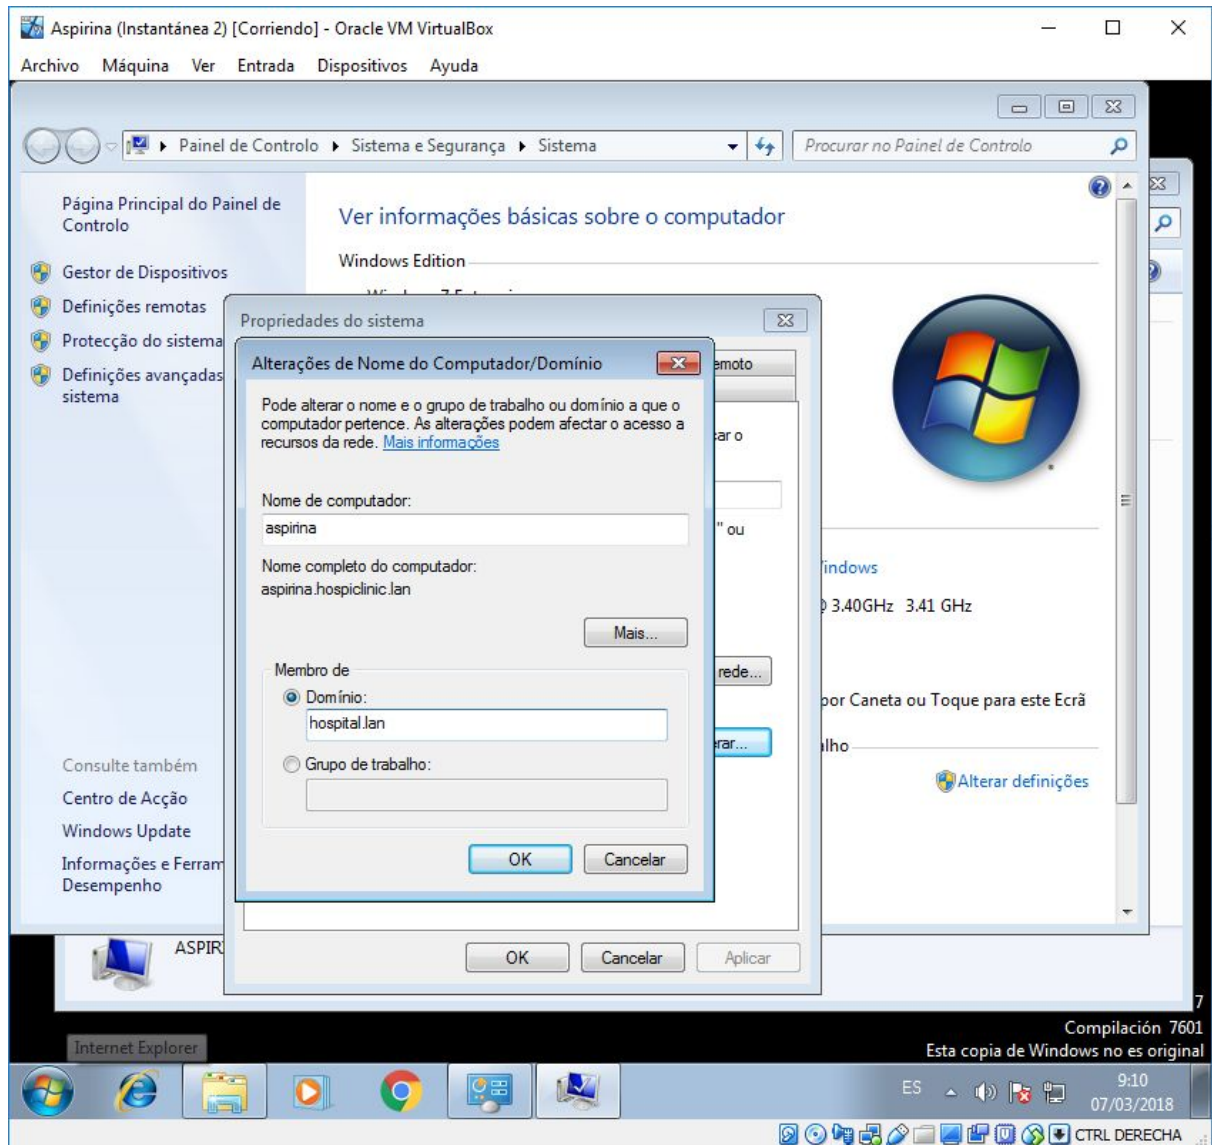 Aspirina (Instantánea 2) [Corriendo] - Oracle VM VirtualBox
Archivo Máquina Ver Entrada Dispositivos Ayuda
Painel de Controlo Sistema e Segurança Sistema
Procurar no Painel de Controlo
Página Principal do Painel de
Controlo
Gestor de Dispositivos
Definições remotas
Protecção do sistema
Definições avançadas
sistema
Consulte também
Centro de Acção
Windows Update
Informações e Ferram
Desempenho
Ver informações básicas sobre o computador
Windows Edition
Propriedades do sistema
emoto
car o
" ou
rede...
erar...
OK Cancelar Aplicar
Alterações de Nome do Computador/Domínio
Pode alterar o nome e o grupo de trabalho ou domínio a que o
computador pertence. As alterações podem afectar o acesso a
recursos da rede. Mais informações
Nome de computador:
aspirina
Nome completo do computador:
aspirina.hospiclinic.lan
Mais...
Membro de
Domínio:
hospital.lan
Grupo de trabalho:
OK Cancelar
indows
3.40GHz 3.41 GHz
por Caneta ou Toque para este Ecrã
lho
Alterar definições
ASPIR
7
Compilación 7601
Esta copia de Windows no es original
Internet Explorer
ES
9:10
07/03/2018
CTRL DERECHA